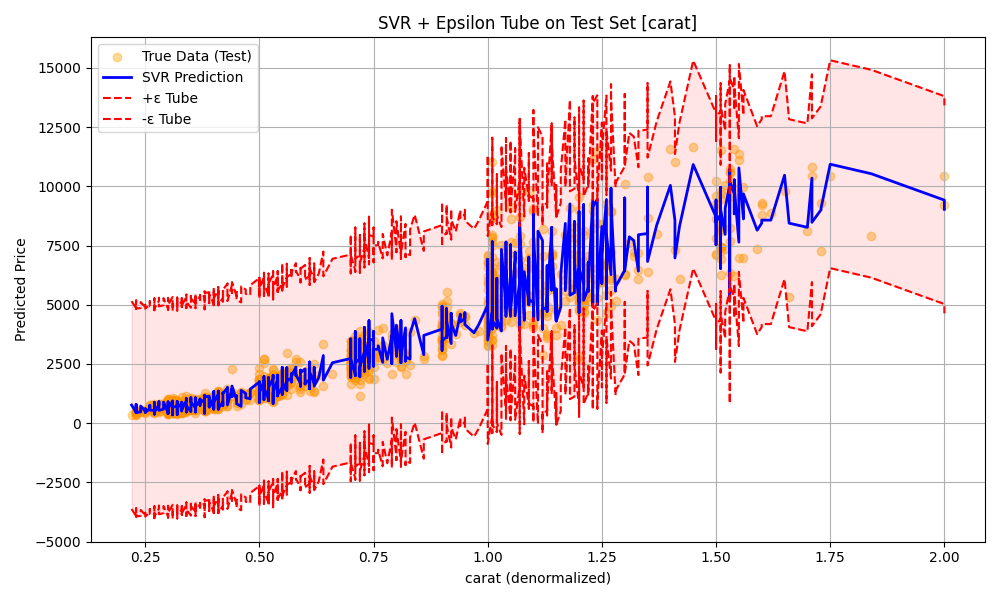 SVR + Epsilon Tube on Test Set [carat]
True Data (Test)
SVR Prediction
+ε Tube
-ε Tube
15000
12500
10000
7500
5000
2500
0
−2500
−5000
Predicted Price
0.25 0.50 0.75 1.00 1.25 1.50 1.75 2.00
carat (denormalized)